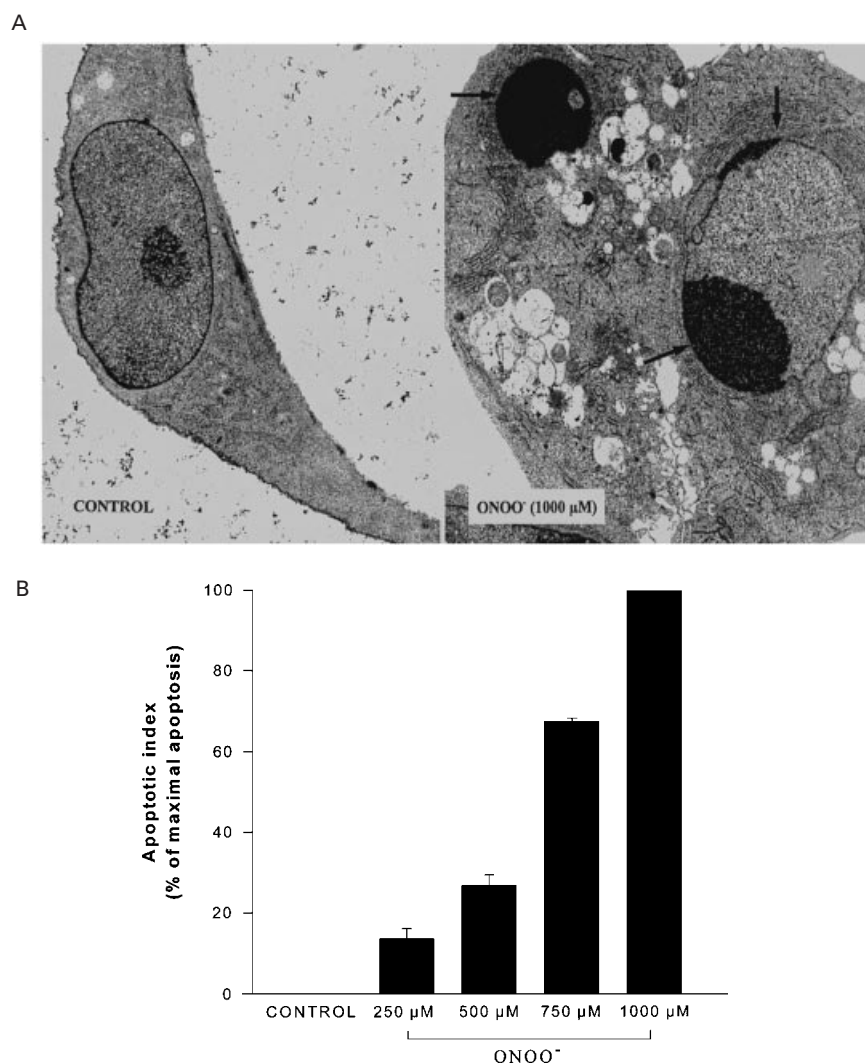 A
CONTROL
ONOO⁻ (1000 µM)
B
Apoptotic index
(% of maximal apoptosis)
100
80
60
40
20
0
CONTROL 250 µM 500 µM 750 µM 1000 µM
ONOO⁻